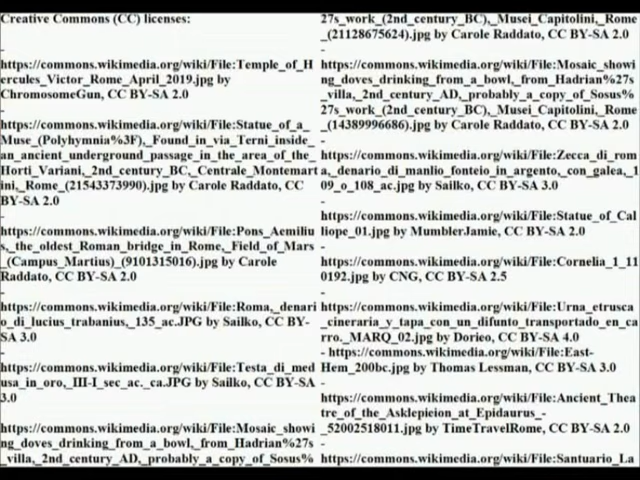 Creative Commons (CC) licenses:
-
https://commons.wikimedia.org/wiki/File:Temple_of_H
ercules_Victor_Rome_April_2019.jpg by
ChromosomeGun, CC BY-SA 2.0
-
https://commons.wikimedia.org/wiki/File:Statue_of_a_
Muse_(Polyhymnia%3F),_Found_in_via_Terni_inside_
an_ancient_underground_passage_in_the_area_of_the_
Horti_Variani,_2nd_century_BC,_Centrale_Montemart
ini,_Rome_(21543373990).jpg by Carole Raddato, CC
BY-SA 2.0
-
https://commons.wikimedia.org/wiki/File:Pons_Aemiliu
s,_the_oldest_Roman_bridge_in_Rome,_Field_of_Mars
_(Campus_Martius)_(9101315016).jpg by Carole
Raddato, CC BY-SA 2.0
-
https://commons.wikimedia.org/wiki/File:Roma,_denari
o_di_lucius_trabanius,_135_ac.JPG by Sailko, CC BY-
SA 3.0
-
https://commons.wikimedia.org/wiki/File:Testa_di_med
usa_in_oro,_III-I_sec_ac._ca.JPG by Sailko, CC BY-SA
3.0
-
https://commons.wikimedia.org/wiki/File:Mosaic_showi
ng_doves_drinking_from_a_bowl,_from_Hadrian%27s
_villa,_2nd_century_AD,_probably_a_copy_of_Sosus%
27s_work_(2nd_century_BC),_Musei_Capitolini,_Rome
_(21128675624).jpg by Carole Raddato, CC BY-SA 2.0
-
https://commons.wikimedia.org/wiki/File:Mosaic_showi
ng_doves_drinking_from_a_bowl,_from_Hadrian%27s
_villa,_2nd_century_AD,_probably_a_copy_of_Sosus%
27s_work_(2nd_century_BC),_Musei_Capitolini,_Rome
_(14389996686).jpg by Carole Raddato, CC BY-SA 2.0
-
https://commons.wikimedia.org/wiki/File:Zecca_di_rom
a,_denario_di_manlio_fonteio_in_argento,_con_galea,_1
09_o_108_ac.jpg by Sailko, CC BY-SA 3.0
-
https://commons.wikimedia.org/wiki/File:Statue_of_Cal
liope_01.jpg by MumblerJamie, CC BY-SA 2.0
-
https://commons.wikimedia.org/wiki/File:Cornelia_1_11
0192.jpg by CNG, CC BY-SA 2.5
-
https://commons.wikimedia.org/wiki/File:Urna_etrusca
_cineraria_y_tapa_con_un_difunto_transportado_en_ca
rro._MARQ_02.jpg by Dorieo, CC BY-SA 4.0
- https://commons.wikimedia.org/wiki/File:East-
Hem_200bc.jpg by Thomas Lessman, CC BY-SA 3.0
-
https://commons.wikimedia.org/wiki/File:Ancient_Thea
tre_of_the_Asklepieion_at_Epidaurus_-
_52002518011.jpg by TimeTravelRome, CC BY-SA 2.0
-
https://commons.wikimedia.org/wiki/File:Santuario_La